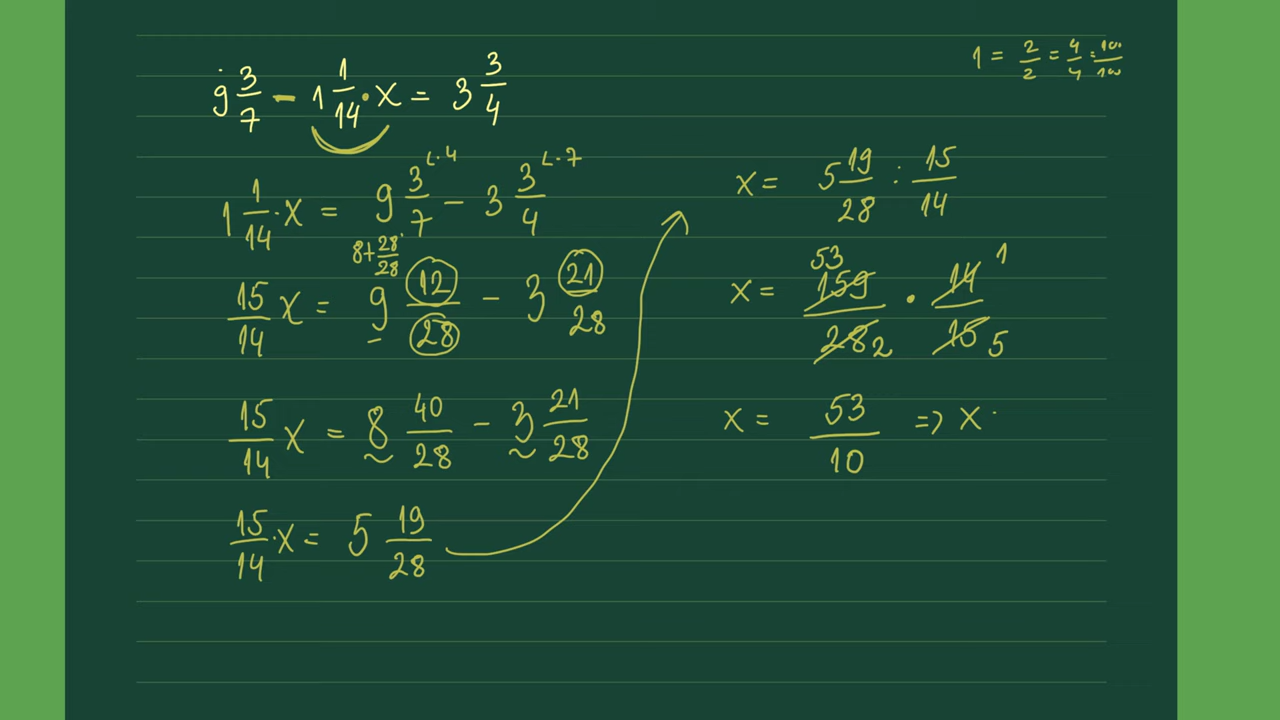 1 = 2/2 = 4/4 = 100/100
9 3/7 - 1 1/14 · x = 3 3/4
1 1/14 · x = 9 3/7 - 3 3/4
·4 ·7
8+28/28
15/14 x = 9 12/28 - 3 21/28
15/14 x = 8 40/28 - 3 21/28
15/14 · x = 5 19/28
x = 5 19/28 : 15/14
x = 159/28 · 14/15
53 1
2 5
x = 53/10 => x